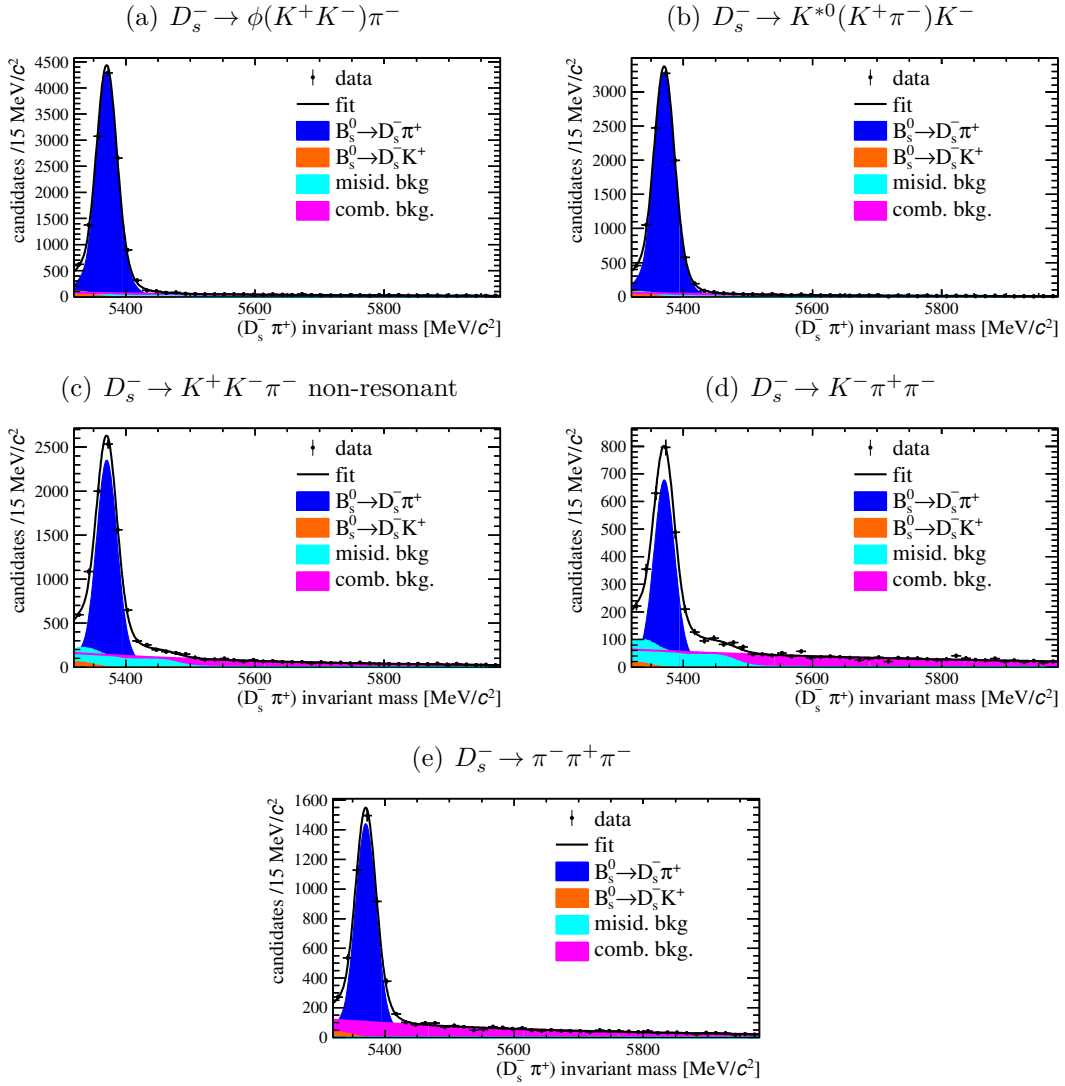 (a) D_s^- → ϕ(K^+K^-)π^-
candidates /15 MeV/c^2
4500
4000
3500
3000
2500
2000
1500
1000
500
0
data
fit
B_s^0→D_s^-π^+
B_s^0→D_s^-K^+
misid. bkg
comb. bkg.
5400 5600 5800
(D_s^- π^+) invariant mass [MeV/c^2]
(b) D_s^- → K^{*0}(K^+π^-)K^-
candidates /15 MeV/c^2
3000
2500
2000
1500
1000
500
0
data
fit
B_s^0→D_s^-π^+
B_s^0→D_s^-K^+
misid. bkg
comb. bkg.
5400 5600 5800
(D_s^- π^+) invariant mass [MeV/c^2]
(c) D_s^- → K^+K^-π^- non-resonant
candidates /15 MeV/c^2
2500
2000
1500
1000
500
0
data
fit
B_s^0→D_s^-π^+
B_s^0→D_s^-K^+
misid. bkg
comb. bkg.
5400 5600 5800
(D_s^- π^+) invariant mass [MeV/c^2]
(d) D_s^- → K^-π^+π^-
candidates /15 MeV/c^2
800
700
600
500
400
300
200
100
0
data
fit
B_s^0→D_s^-π^+
B_s^0→D_s^-K^+
misid. bkg
comb. bkg.
5400 5600 5800
(D_s^- π^+) invariant mass [MeV/c^2]
(e) D_s^- → π^-π^+π^-
candidates /15 MeV/c^2
1600
1400
1200
1000
800
600
400
200
0
data
fit
B_s^0→D_s^-π^+
B_s^0→D_s^-K^+
misid. bkg
comb. bkg.
5400 5600 5800
(D_s^- π^+) invariant mass [MeV/c^2]